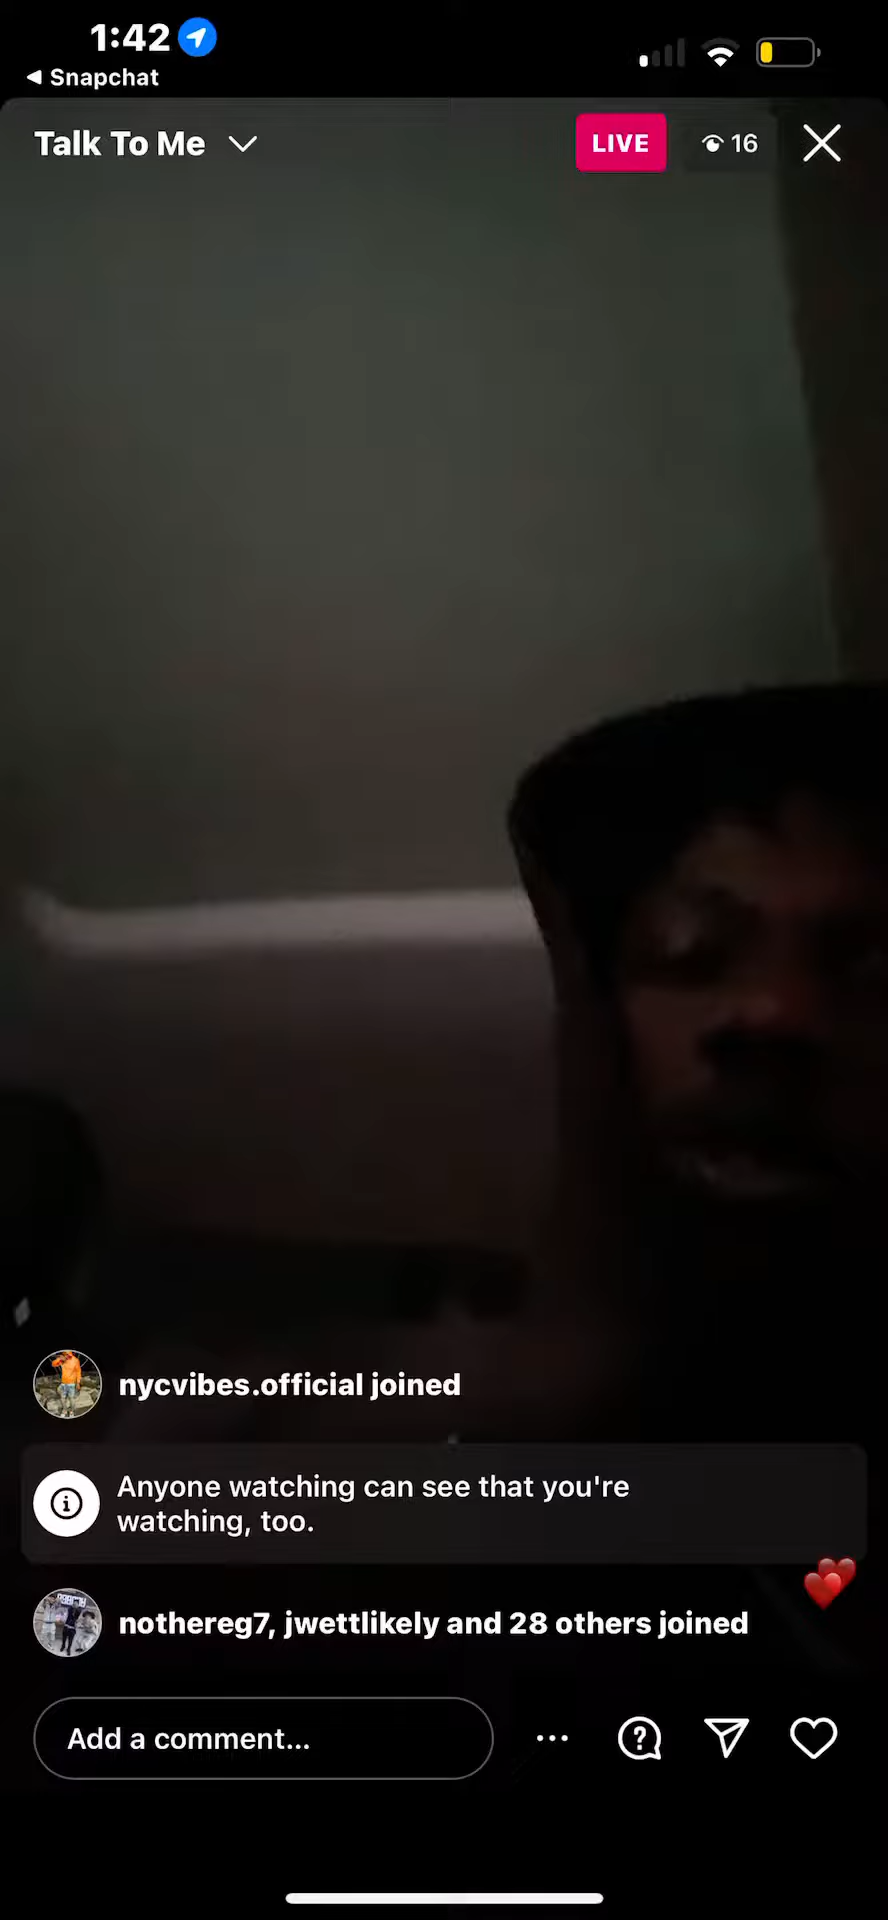 1:42
◀ Snapchat
Talk To Me
LIVE
16
nycvibes.official joined
Anyone watching can see that you're
watching, too.
nothereg7, jwettlikely and 28 others joined
Add a comment...